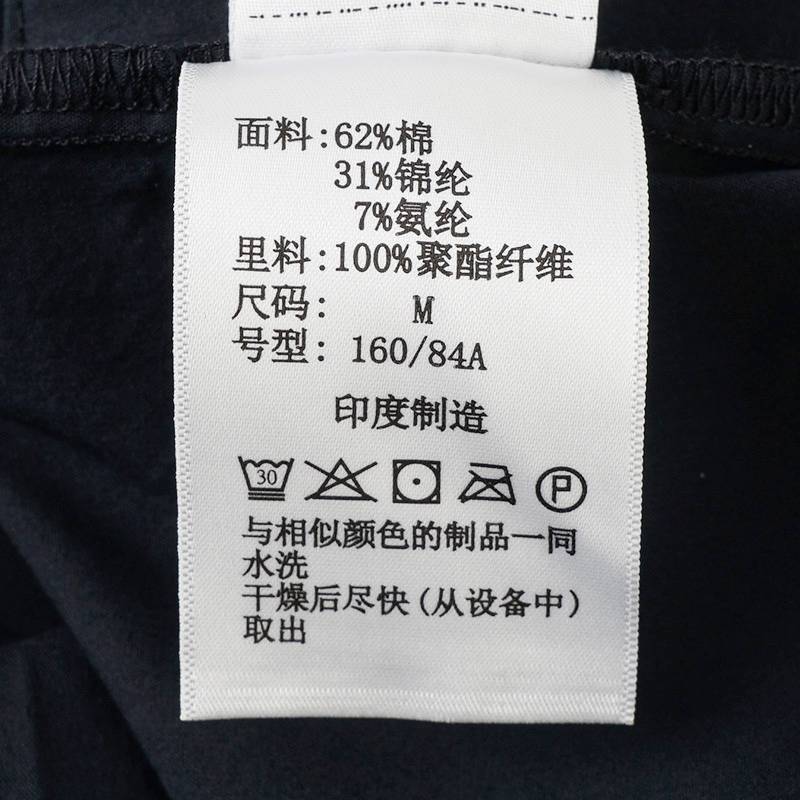 面料:62%棉
31%锦纶
7%氨纶
里料:100%聚酯纤维
尺码: M
号型: 160/84A
印度制造
30 P
与相似颜色的制品一同
水洗
干燥后尽快(从设备中)
取出